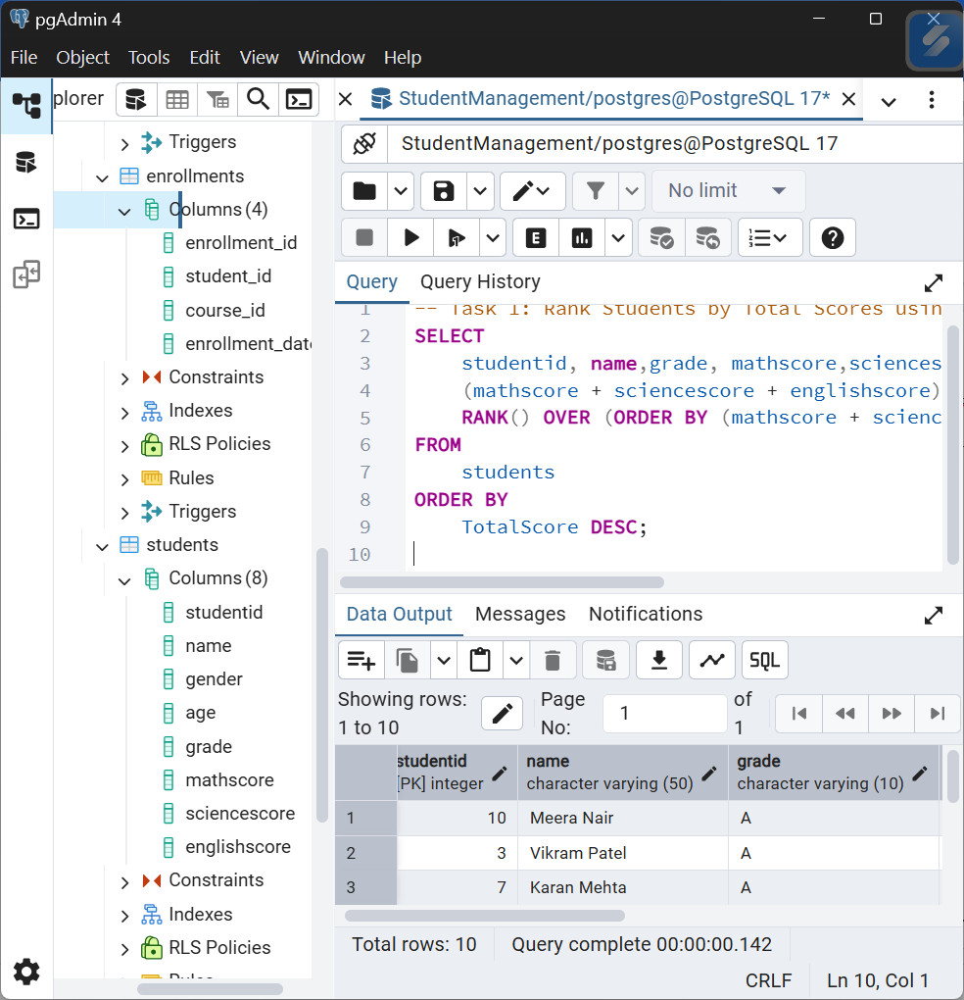 pgAdmin 4
File Object Tools Edit View Window Help
plorer
StudentManagement/postgres@PostgreSQL 17*
Triggers
enrollments
Columns (4)
enrollment_id
student_id
course_id
enrollment_date
Constraints
Indexes
RLS Policies
Rules
Triggers
students
Columns (8)
studentid
name
gender
age
grade
mathscore
sciencescore
englishscore
Constraints
Indexes
RLS Policies
Rules
StudentManagement/postgres@PostgreSQL 17
No limit
E
Query Query History
1 -- Task 1: Rank Students by Total Scores usin
2 SELECT
3 studentid, name,grade, mathscore,sciences
4 (mathscore + sciencescore + englishscore)
5 RANK() OVER (ORDER BY (mathscore + scienc
6 FROM
7 students
8 ORDER BY
9 TotalScore DESC;
10
Data Output Messages Notifications
SQL
Showing rows: 1 to 10
Page No: 1 of 1
studentid name grade
[PK] integer character varying (50) character varying (10)
1 10 Meera Nair A
2 3 Vikram Patel A
3 7 Karan Mehta A
Total rows: 10 Query complete 00:00:00.142
CRLF Ln 10, Col 1